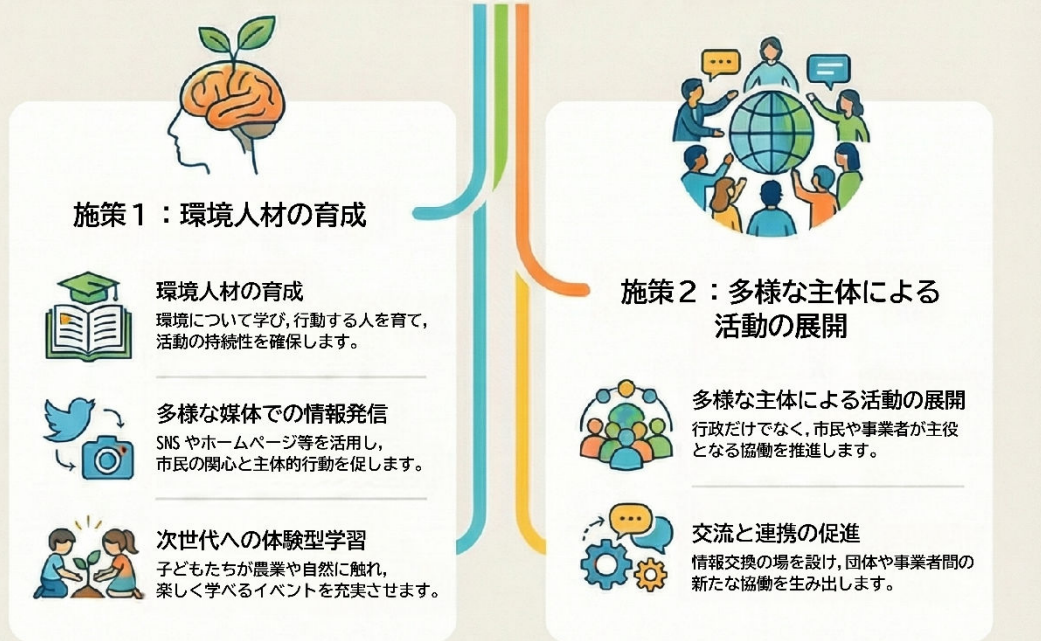 施策1:環境人材の育成
環境人材の育成
環境について学び,行動する人を育て,
活動の持続性を確保します。
多様な媒体での情報発信
SNSやホームページ等を活用し,
市民の関心と主体的行動を促します。
次世代への体験型学習
子どもたちが農業や自然に触れ,
楽しく学べるイベントを充実させます。
施策2:多様な主体による
活動の展開
多様な主体による活動の展開
行政だけでなく,市民や事業者が主役
となる協働を推進します。
交流と連携の促進
情報交換の場を設け,団体や事業者間の
新たな協働を生み出します。